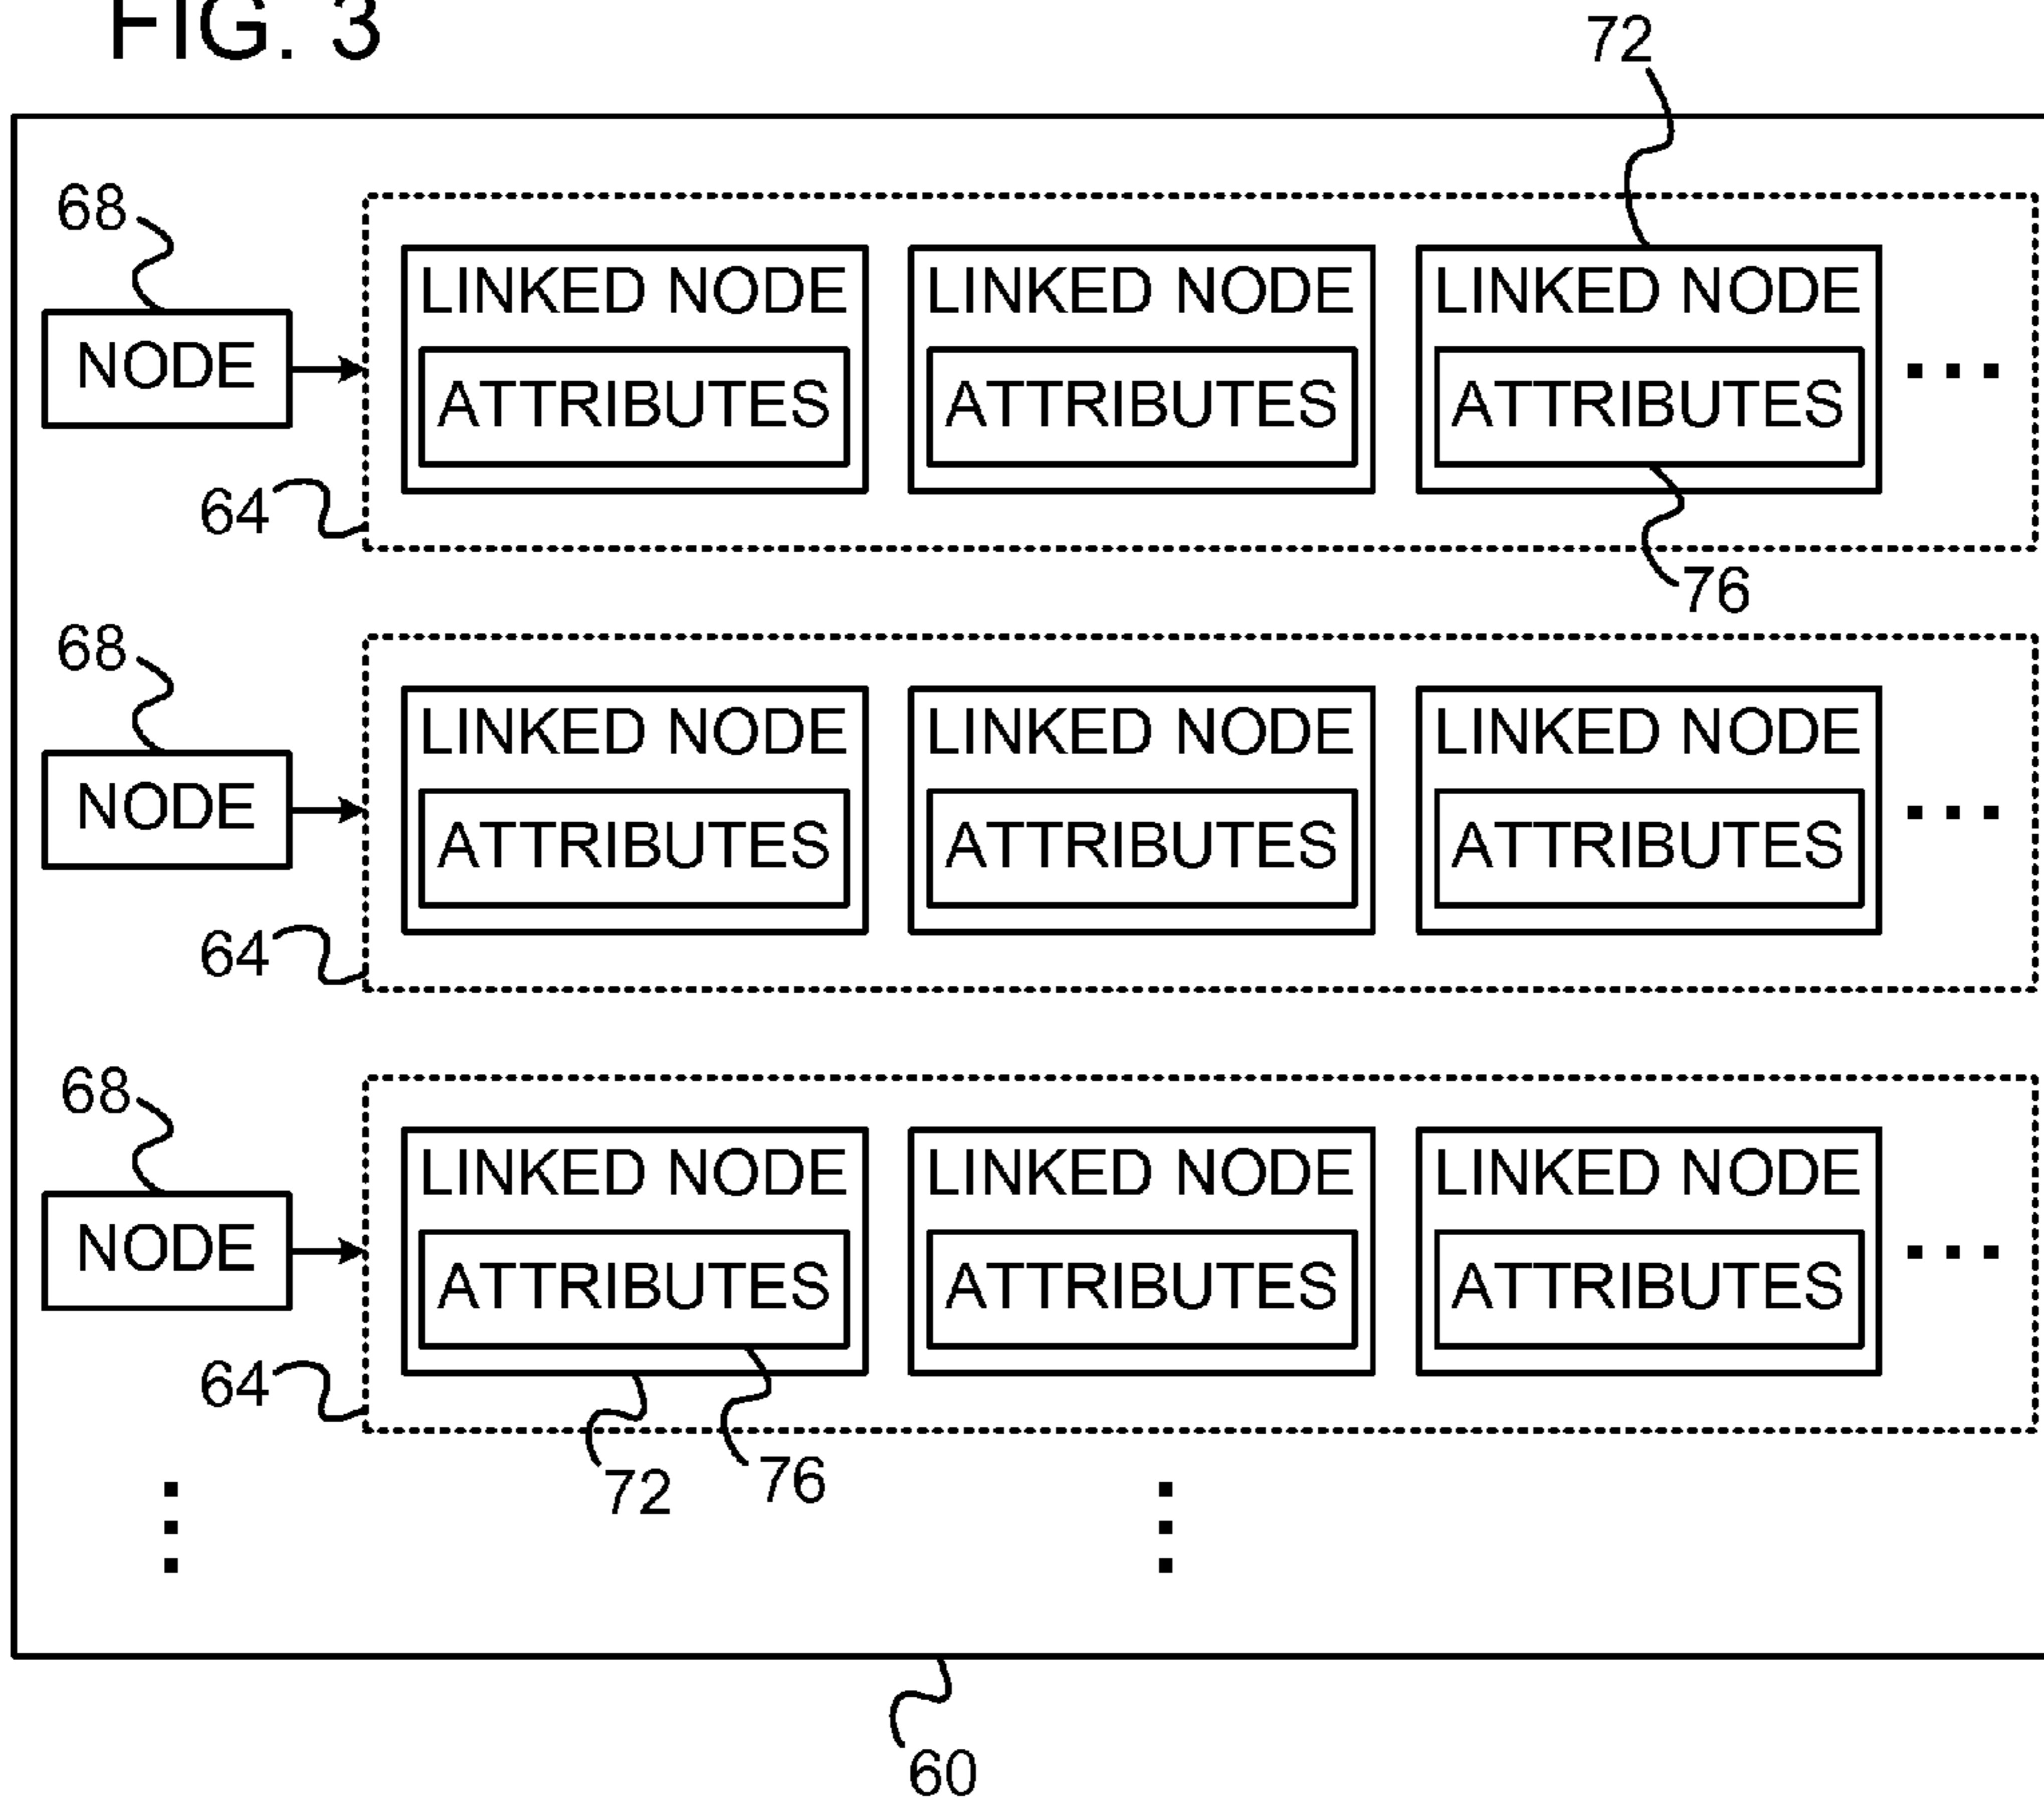 FIG. 3
72
68
LINKED NODE LINKED NODE LINKED NODE
NODE
ATTRIBUTES ATTRIBUTES ATTRIBUTES
64
76
68
LINKED NODE LINKED NODE LINKED NODE
NODE
ATTRIBUTES ATTRIBUTES ATTRIBUTES
64
68
LINKED NODE LINKED NODE LINKED NODE
NODE
ATTRIBUTES ATTRIBUTES ATTRIBUTES
64
72
76
60